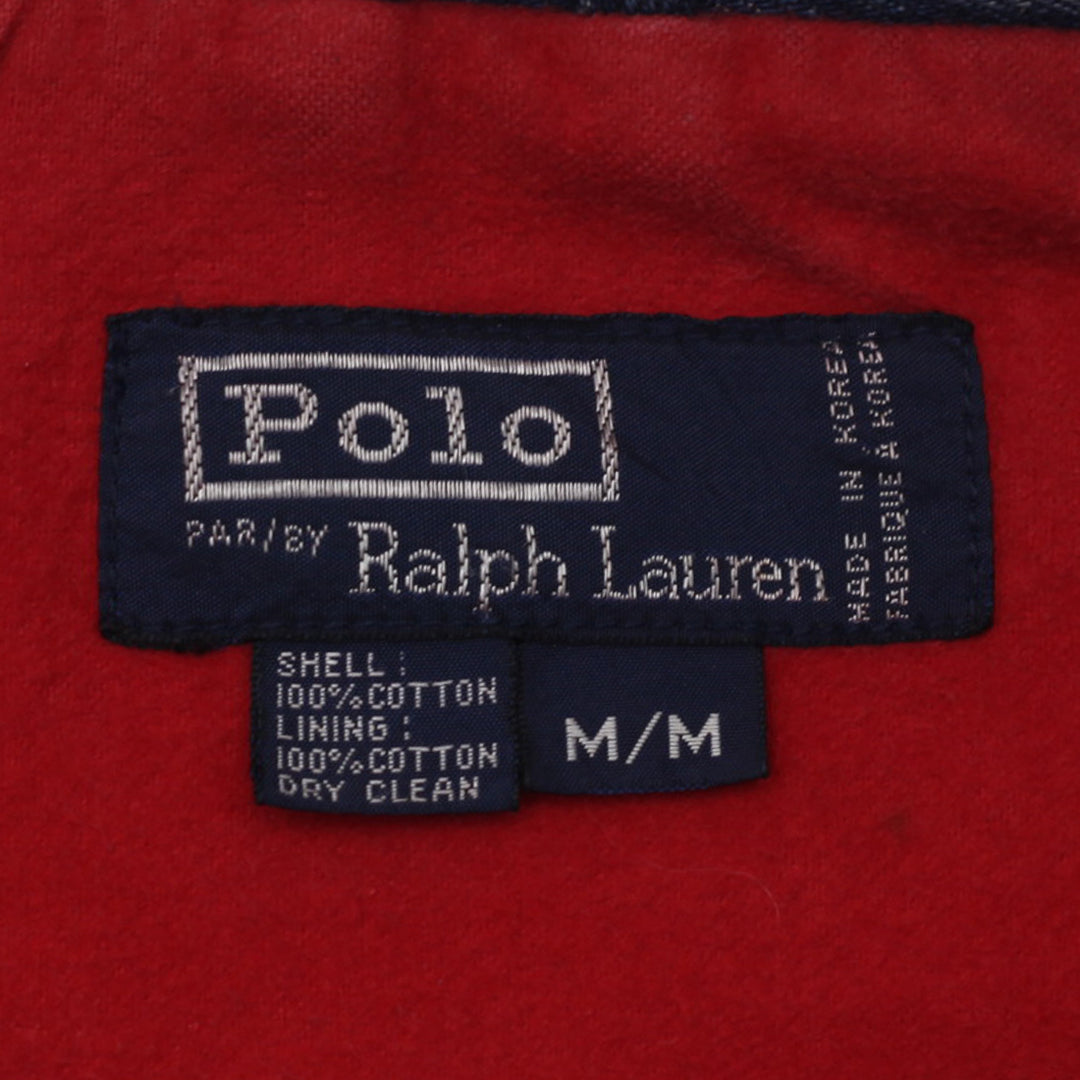 Polo
PAR/BY Ralph Lauren
MADE IN KOREA
FABRIQUE A KOREA
SHELL:
100% COTTON
LINING:
100% COTTON
DRY CLEAN
M/M